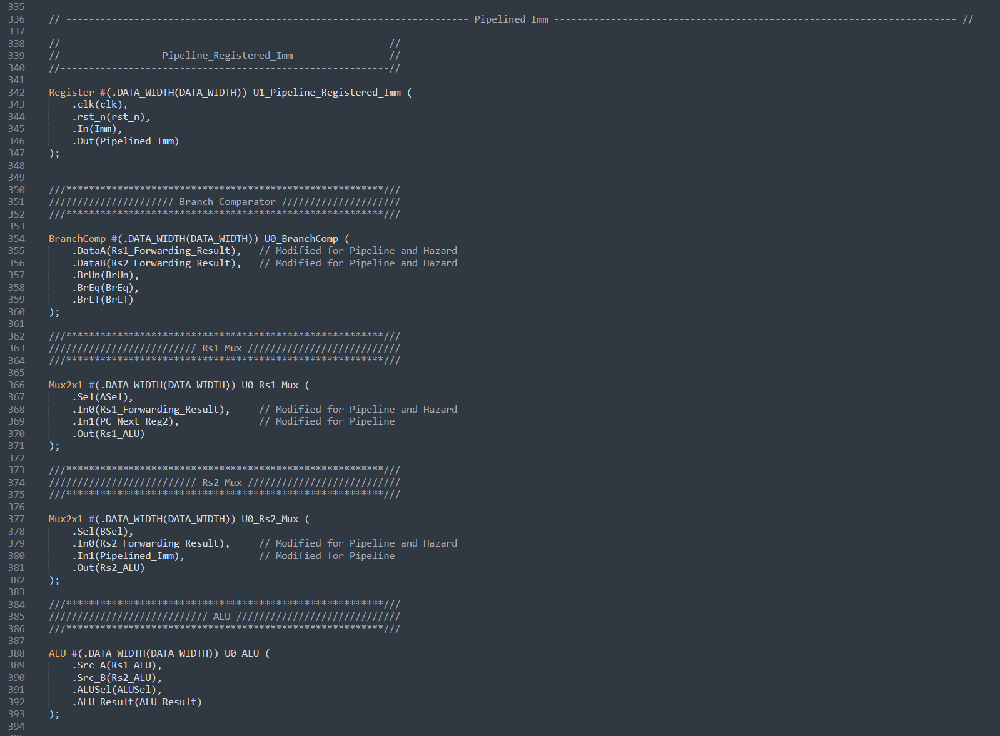 335
336 // ----------------------------------------------------------------------- Pipelined Imm ----------------------------------------------------------------------- //
337
338 //----------------------------------------------------------//
339 //----------------- Pipeline_Registered_Imm ----------------//
340 //----------------------------------------------------------//
341
342 Register #(.DATA_WIDTH(DATA_WIDTH)) U1_Pipeline_Registered_Imm (
343     .clk(clk),
344     .rst_n(rst_n),
345     .In(Imm),
346     .Out(Pipelined_Imm)
347 );
348
349
350 ///********************************************************///
351 ////////////////////// Branch Comparator /////////////////////
352 ///********************************************************///
353
354 BranchComp #(.DATA_WIDTH(DATA_WIDTH)) U0_BranchComp (
355     .DataA(Rs1_Forwarding_Result),   // Modified for Pipeline and Hazard
356     .DataB(Rs2_Forwarding_Result),   // Modified for Pipeline and Hazard
357     .BrUn(BrUn),
358     .BrEq(BrEq),
359     .BrLT(BrLT)
360 );
361
362 ///********************************************************///
363 ////////////////////////// Rs1 Mux ///////////////////////////
364 ///********************************************************///
365
366 Mux2x1 #(.DATA_WIDTH(DATA_WIDTH)) U0_Rs1_Mux (
367     .Sel(ASel),
368     .In0(Rs1_Forwarding_Result),     // Modified for Pipeline and Hazard
369     .In1(PC_Next_Reg2),              // Modified for Pipeline
370     .Out(Rs1_ALU)
371 );
372
373 ///********************************************************///
374 ////////////////////////// Rs2 Mux ///////////////////////////
375 ///********************************************************///
376
377 Mux2x1 #(.DATA_WIDTH(DATA_WIDTH)) U0_Rs2_Mux (
378     .Sel(BSel),
379     .In0(Rs2_Forwarding_Result),     // Modified for Pipeline and Hazard
380     .In1(Pipelined_Imm),             // Modified for Pipeline
381     .Out(Rs2_ALU)
382 );
383
384 ///********************************************************///
385 //////////////////////////// ALU /////////////////////////////
386 ///********************************************************///
387
388 ALU #(.DATA_WIDTH(DATA_WIDTH)) U0_ALU (
389     .Src_A(Rs1_ALU),
390     .Src_B(Rs2_ALU),
391     .ALUSel(ALUSel),
392     .ALU_Result(ALU_Result)
393 );
394